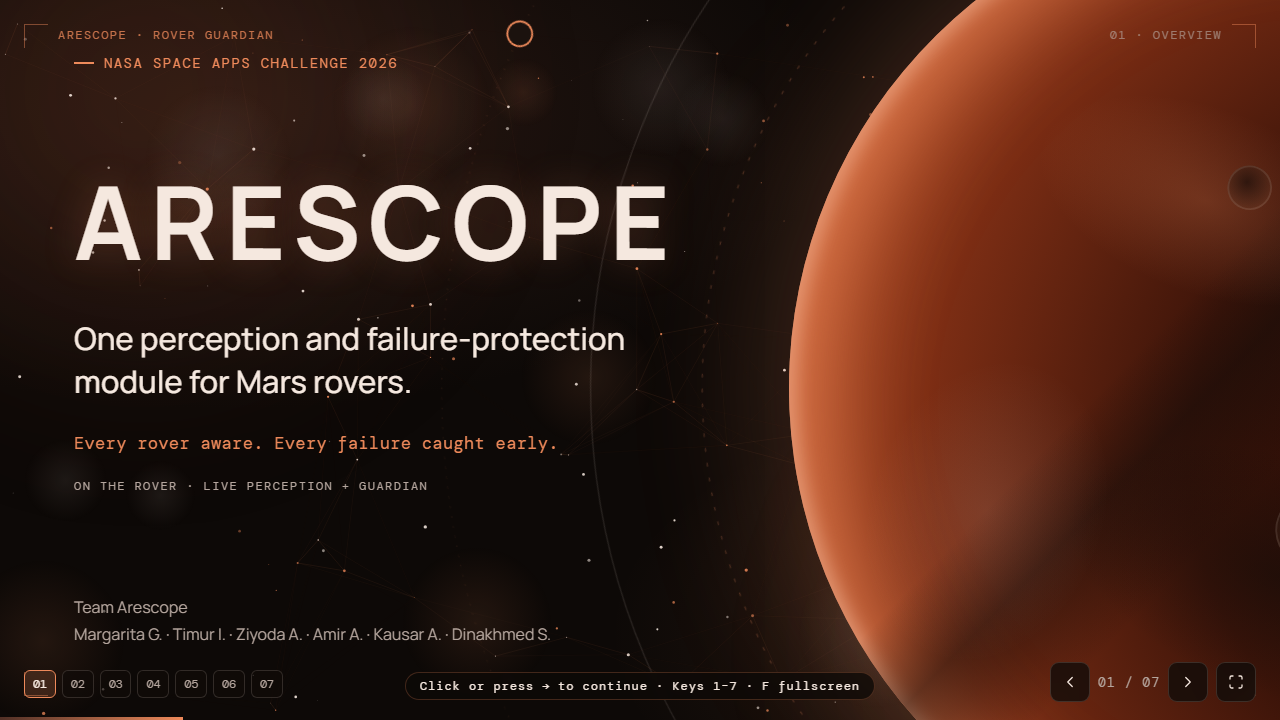 ARESCOPE · ROVER GUARDIAN
01 · OVERVIEW
NASA SPACE APPS CHALLENGE 2026
ARESCOPE
One perception and failure-protection
module for Mars rovers.
Every rover aware. Every failure caught early.
ON THE ROVER · LIVE PERCEPTION + GUARDIAN
Team Arescope
Margarita G. · Timur I. · Ziyoda A. · Amir A. · Kausar A. · Dinakhmed S.
01 02 03 04 05 06 07
Click or press → to continue · Keys 1–7 · F fullscreen
01 / 07